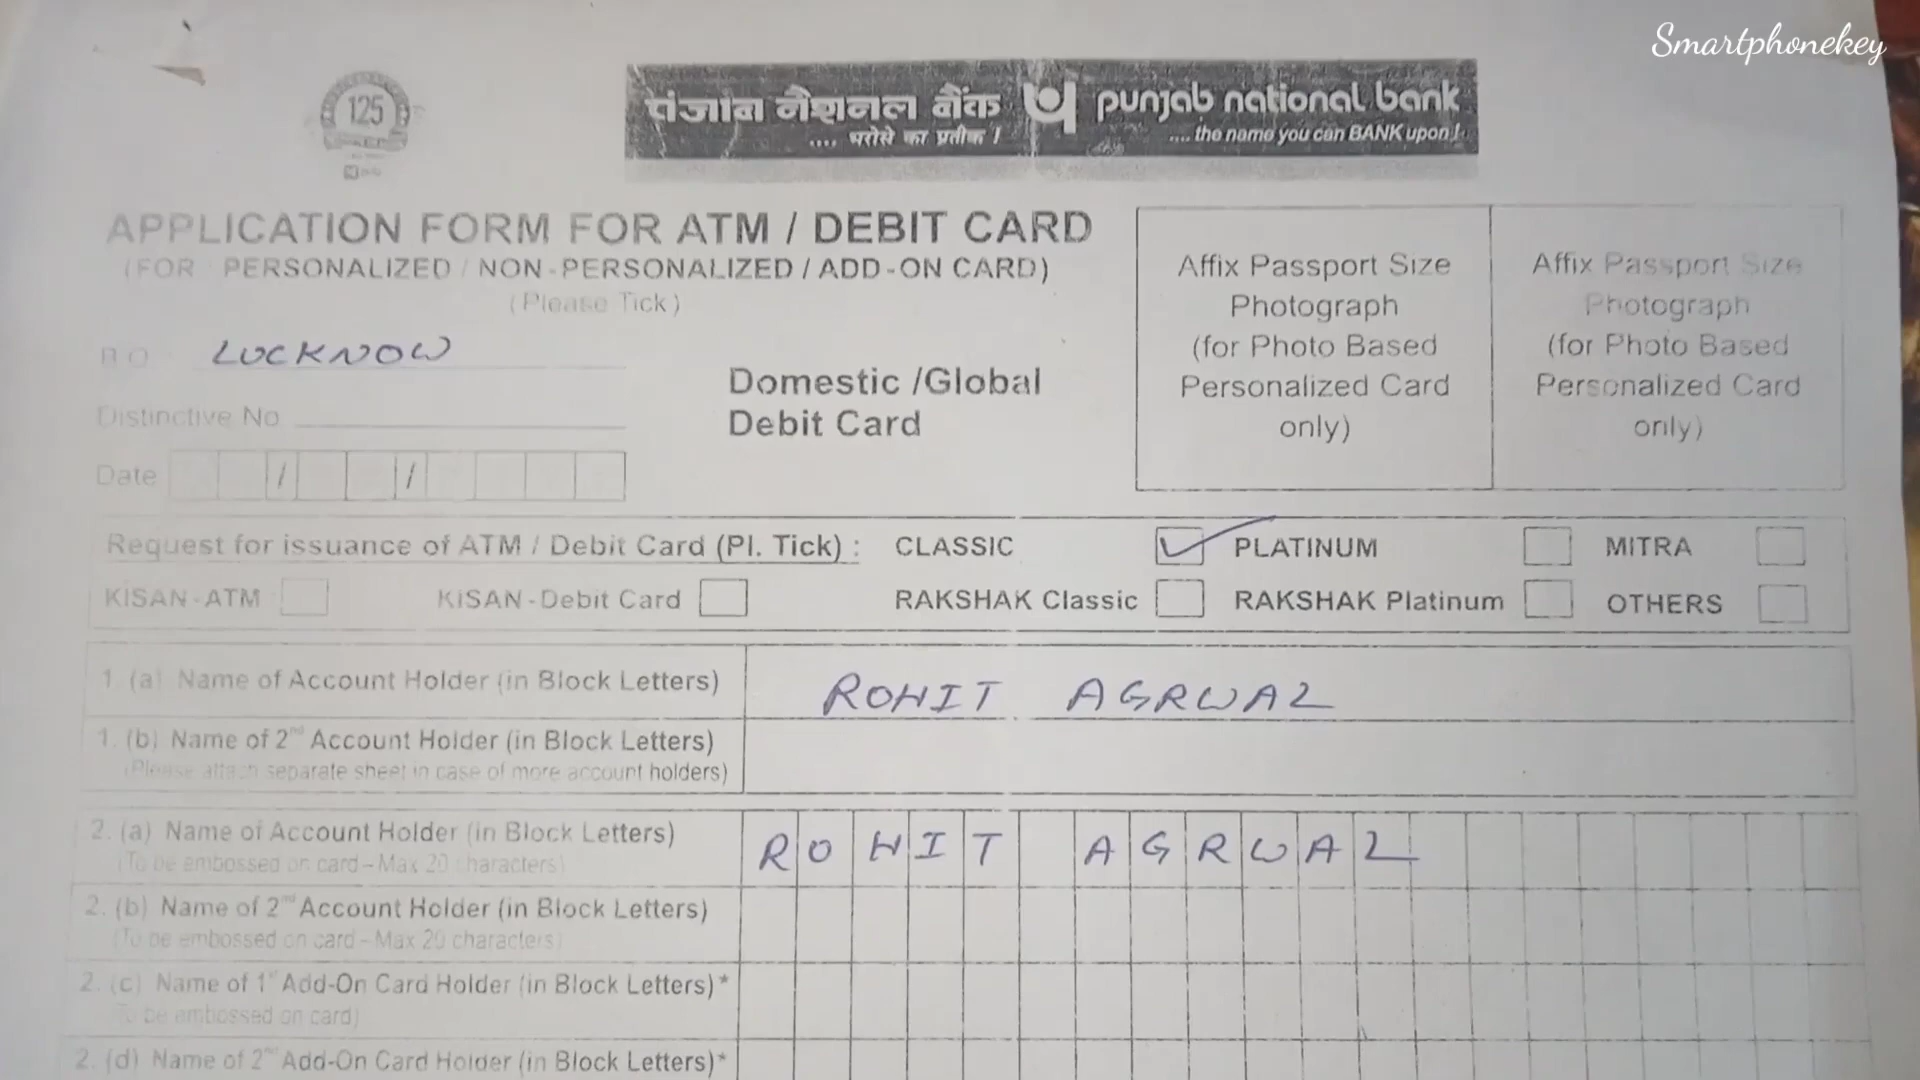 Smartphonekey
125
पंजाब नैशनल बैंक punjab national bank
.... भरोसे का प्रतीक ! .... the name you can BANK upon !
APPLICATION FORM FOR ATM / DEBIT CARD
(FOR PERSONALIZED / NON-PERSONALIZED / ADD-ON CARD)
(Please Tick)
Affix Passport Size Photograph (for Photo Based Personalized Card only)
Affix Passport Size Photograph (for Photo Based Personalized Card only)
RO LUCKNOW
Domestic /Global
Debit Card
Distinctive No
Date / /
Request for issuance of ATM / Debit Card (Pl. Tick) : CLASSIC ✓ PLATINUM MITRA
KISAN-ATM KISAN-Debit Card RAKSHAK Classic RAKSHAK Platinum OTHERS
1. (a) Name of Account Holder (in Block Letters) ROHIT AGRWAL
1. (b) Name of 2nd Account Holder (in Block Letters)
(Please attach separate sheet in case of more account holders)
2. (a) Name of Account Holder (in Block Letters) ROHIT AGRWAL
(To be embossed on card - Max 20 characters)
2. (b) Name of 2nd Account Holder (in Block Letters)
(To be embossed on card - Max 20 characters)
2. (c) Name of 1st Add-On Card Holder (in Block Letters)*
To be embossed on card)
2. (d) Name of 2nd Add-On Card Holder (in Block Letters)*